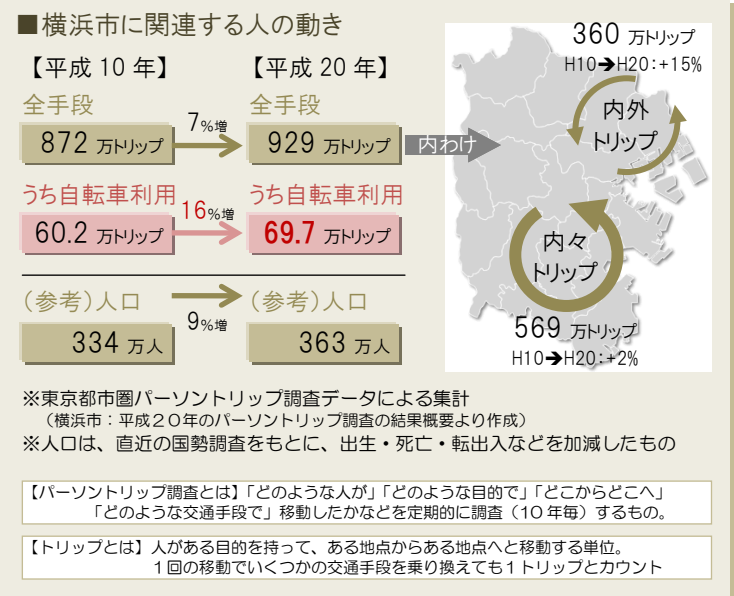 ■横浜市に関連する人の動き
【平成 10 年】
【平成 20 年】
全手段
全手段
872 万トリップ
7%増
929 万トリップ
内わけ
うち自転車利用
うち自転車利用
60.2 万トリップ
16%増
69.7 万トリップ
(参考)人口
(参考)人口
334 万人
9%増
363 万人
360 万トリップ
H10➔H20:+15%
内外
トリップ
内々
トリップ
569 万トリップ
H10➔H20:+2%
※東京都市圏パーソントリップ調査データによる集計
（横浜市：平成２０年のパーソントリップ調査の結果概要より作成）
※人口は、直近の国勢調査をもとに、出生・死亡・転出入などを加減したもの
【パーソントリップ調査とは】「どのような人が」「どのような目的で」「どこからどこへ」
「どのような交通手段で」移動したかなどを定期的に調査（10 年毎）するもの。
【トリップとは】人がある目的を持って、ある地点からある地点へと移動する単位。
１回の移動でいくつかの交通手段を乗り換えても１トリップとカウント